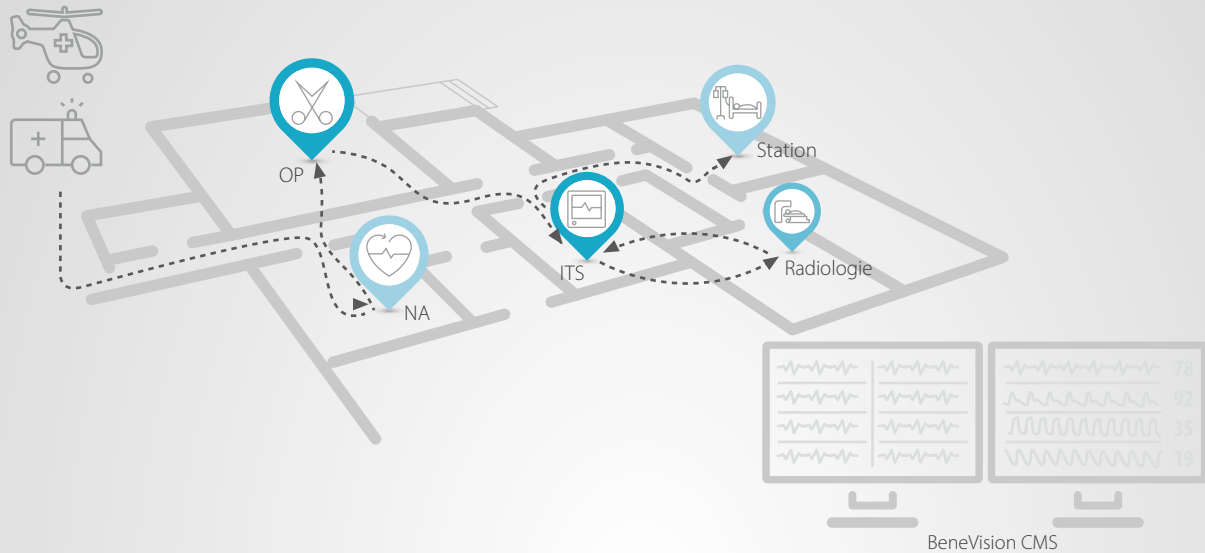 OP
Station
ITS
Radiologie
NA
78
92
35
19
BeneVision CMS